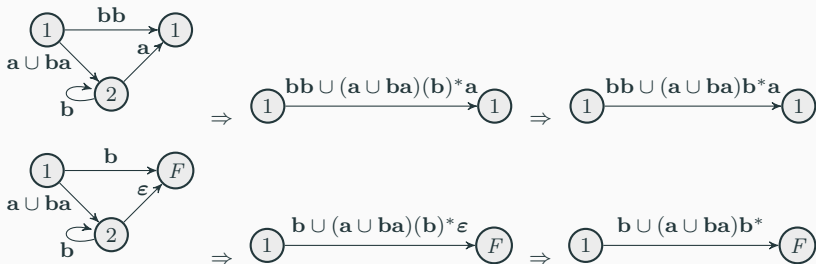 bb
1 1
a ∪ ba a
b 2
⇒ 1 bb ∪ (a ∪ ba)(b)*a 1 ⇒ 1 bb ∪ (a ∪ ba)b*a 1
b
1 F
a ∪ ba ε
b 2
⇒ 1 b ∪ (a ∪ ba)(b)*ε F ⇒ 1 b ∪ (a ∪ ba)b* F